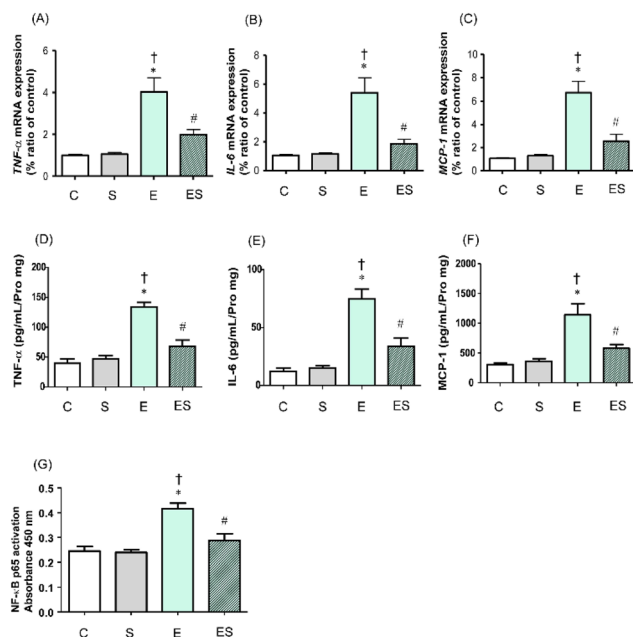 (A)
TNF-α mRNA expression
(% ratio of control)
6
4
2
0
†
*
#
C S E ES
(B)
IL-6 mRNA expression
(% ratio of control)
8
6
4
2
0
†
*
#
C S E ES
(C)
MCP-1 mRNA expression
(% ratio of control)
10
8
6
4
2
0
†
*
#
C S E ES
(D)
TNF-α (pg/mL/Pro mg)
200
150
100
50
0
†
*
#
C S E ES
(E)
IL-6 (pg/mL/Pro mg)
100
50
0
†
*
#
C S E ES
(F)
MCP-1 (pg/mL/Pro mg)
2000
1500
1000
500
0
†
*
#
C S E ES
(G)
NF-κB p65 activation
Absorbance 450 nm
0.5
0.4
0.3
0.2
0.1
0.0
†
*
#
C S E ES